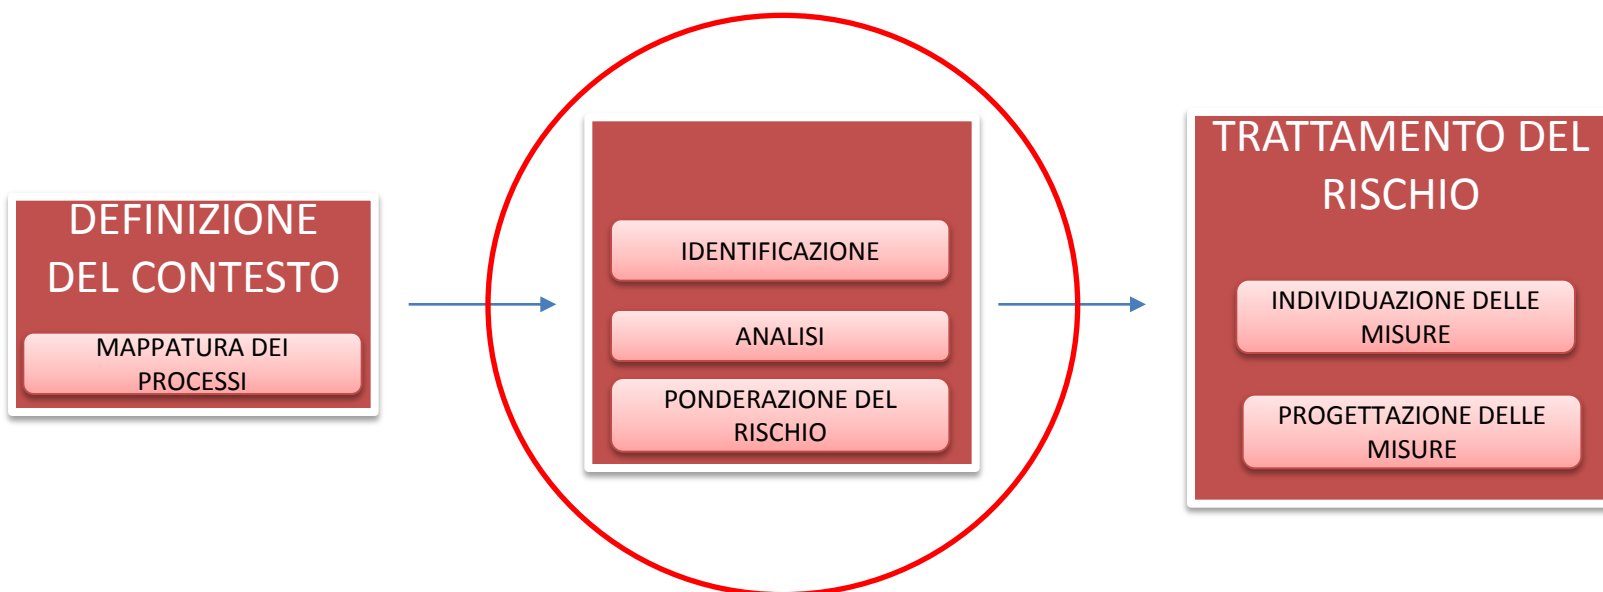 DEFINIZIONE
DEL CONTESTO
MAPPATURA DEI
PROCESSI
IDENTIFICAZIONE
ANALISI
PONDERAZIONE DEL
RISCHIO
TRATTAMENTO DEL
RISCHIO
INDIVIDUAZIONE DELLE
MISURE
PROGETTAZIONE DELLE
MISURE